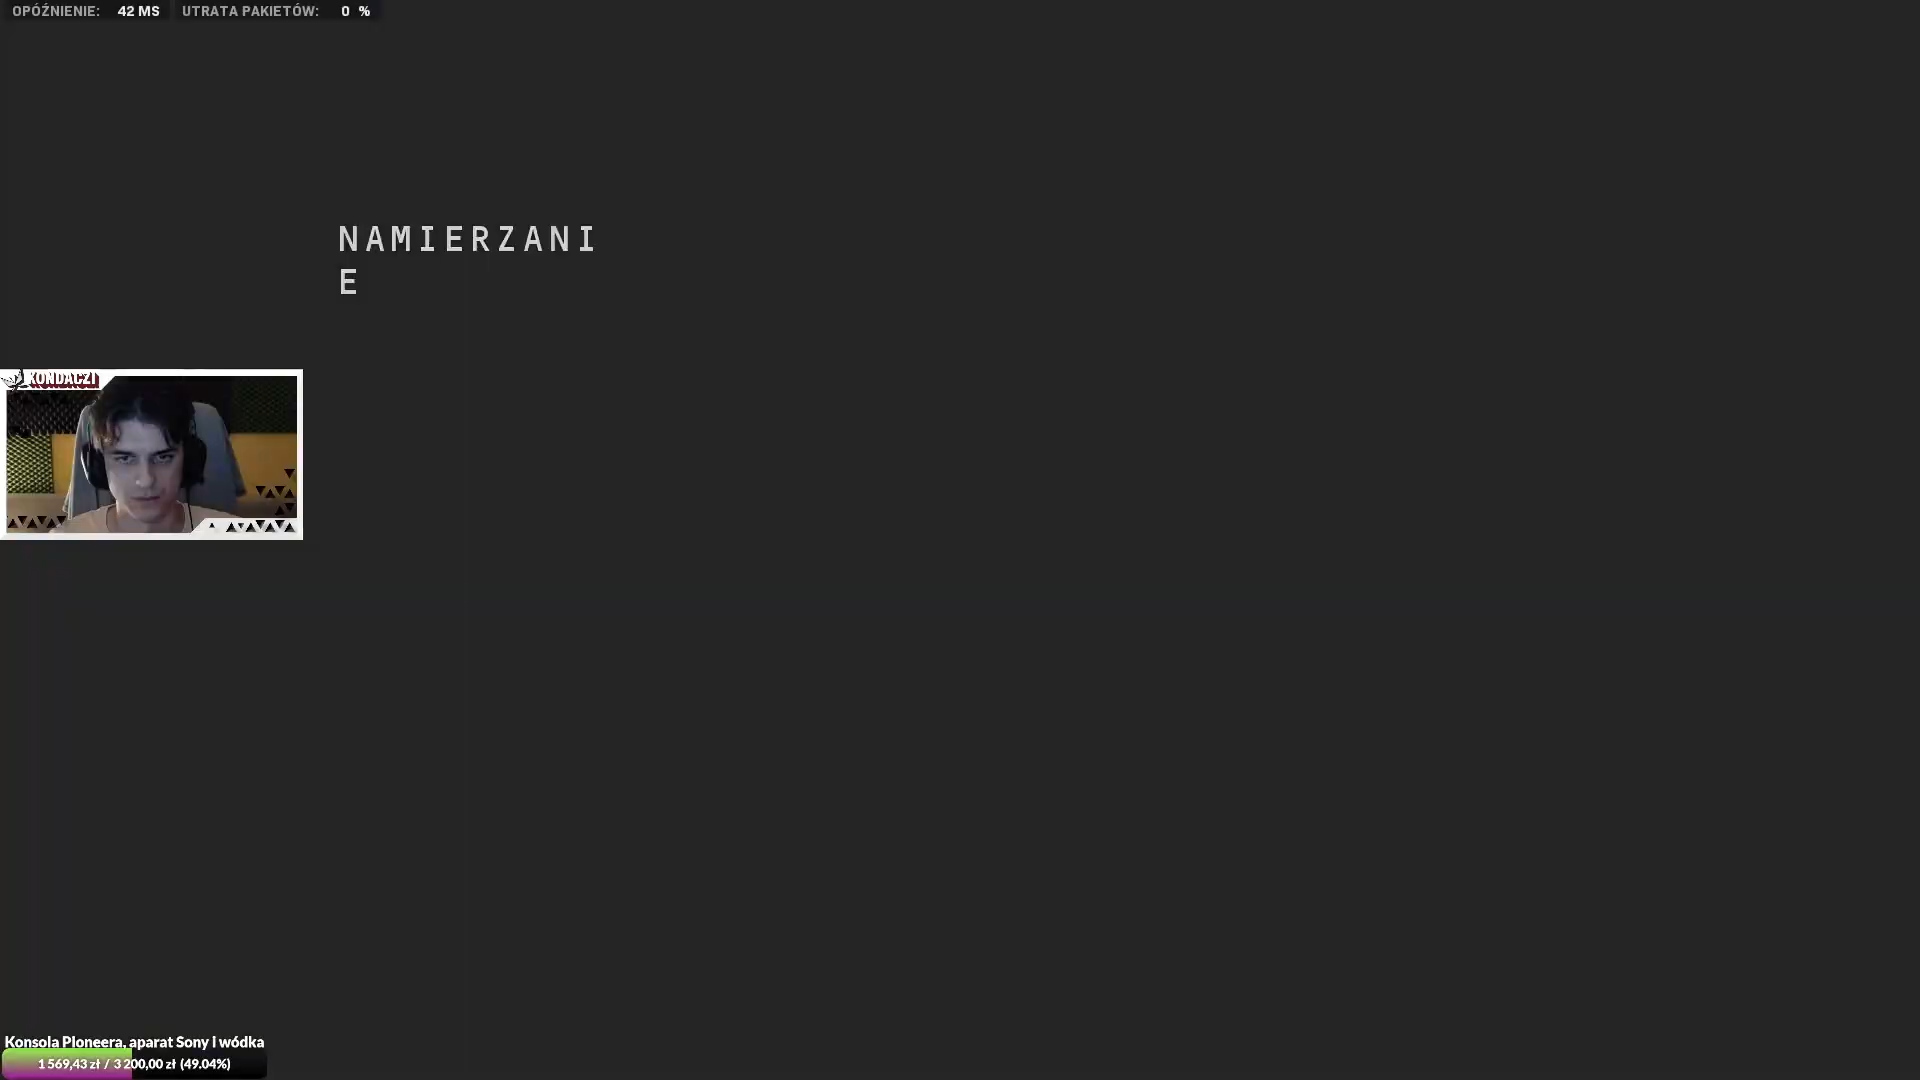 OPÓŹNIENIE: 42 MS UTRATA PAKIETÓW: 0 %
NAMIERZANI
E
KONDACZI
Konsola Pioneera, aparat Sony i wódka
1 569,43 zł / 3 200,00 zł (49.04%)